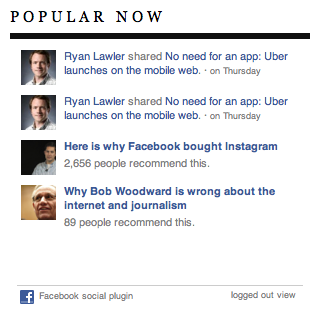 POPULAR NOW
Ryan Lawler shared No need for an app: Uber
launches on the mobile web. · on Thursday
Ryan Lawler shared No need for an app: Uber
launches on the mobile web. · on Thursday
Here is why Facebook bought Instagram
2,656 people recommend this.
Why Bob Woodward is wrong about the
internet and journalism
89 people recommend this.
Facebook social plugin
logged out view